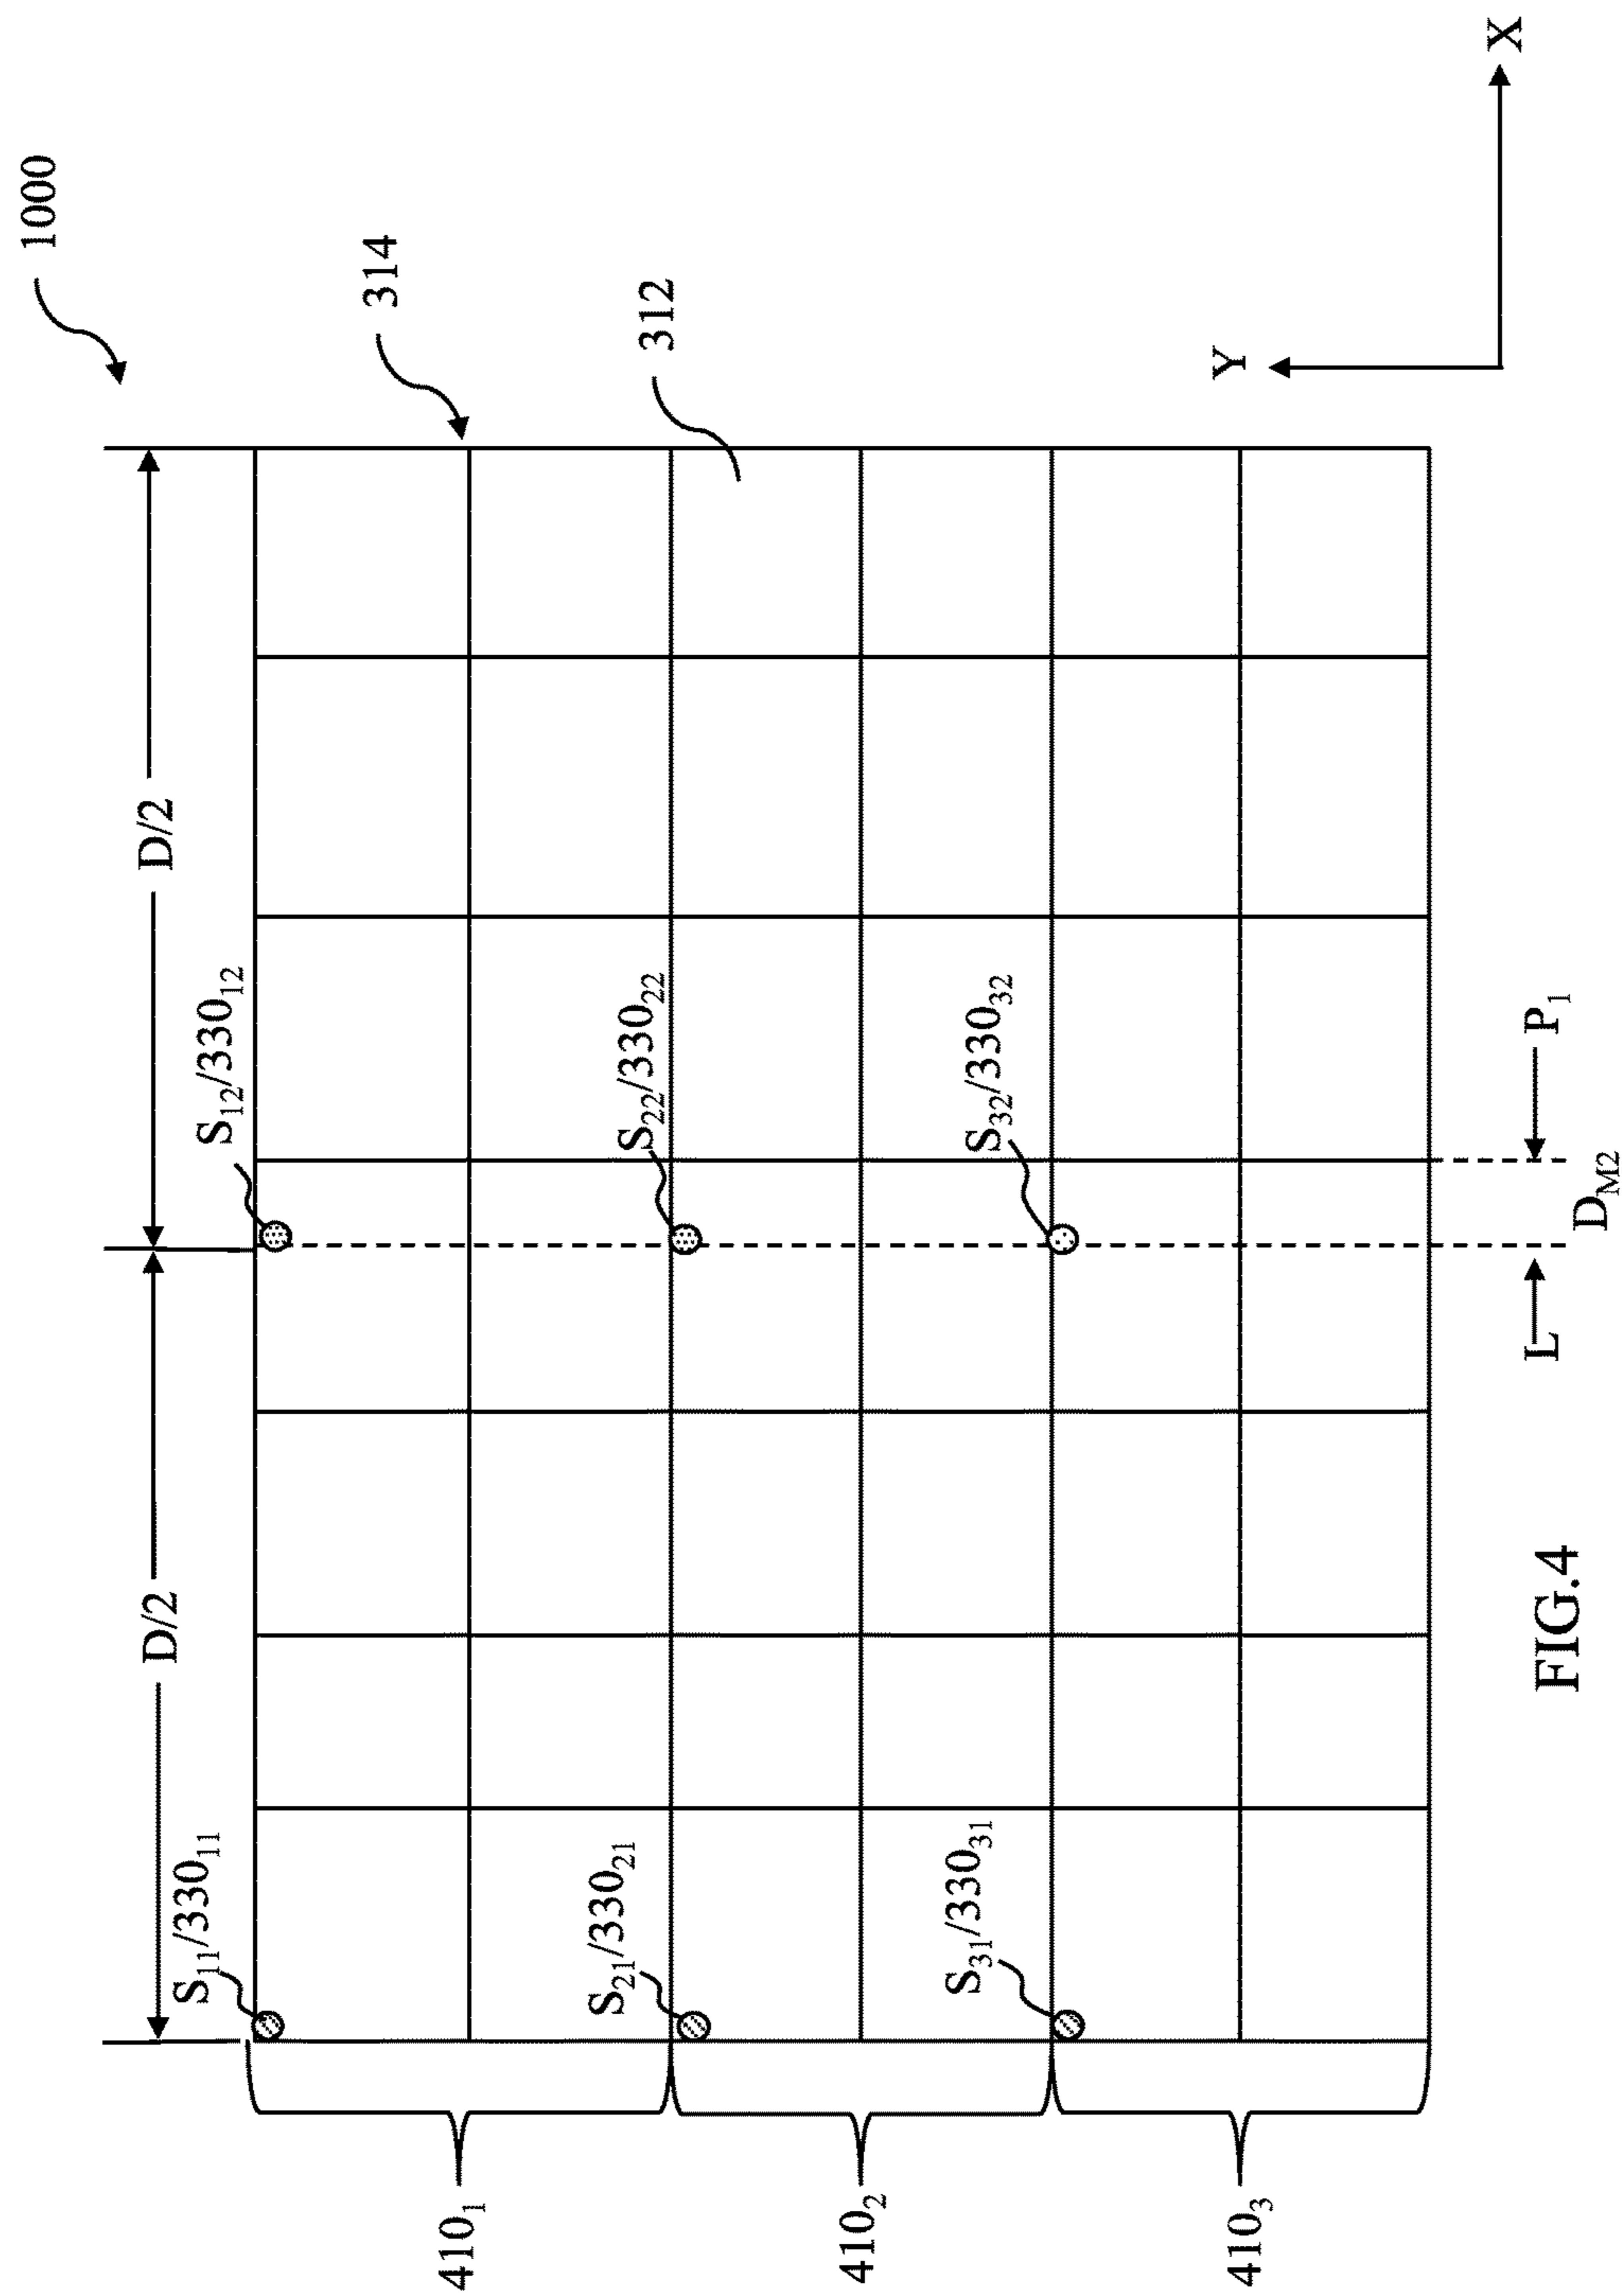 1000
314
312
D/2
D/2
S11/33011
S12/33012
S21/33021
S22/33022
S31/33031
S32/33032
4101
4102
4103
Y
X
L
P1
DM2
FIG.4